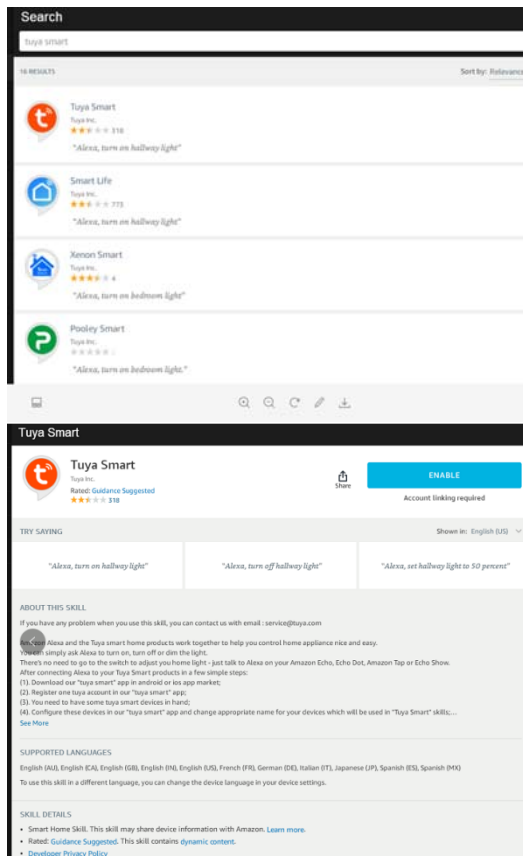 Search
tuya smart
16 RESULTS Sort by: Relevance
Tuya Smart
Tuya Inc.
318
"Alexa, turn on hallway light"
Smart Life
Tuya Inc.
773
"Alexa, turn on hallway light"
Xenon Smart
Tuya Inc.
4
"Alexa, turn on bedroom light"
Pooley Smart
Tuya Inc.
"Alexa, turn on bedroom light."
Tuya Smart
Tuya Smart
Tuya Inc.
Rated: Guidance Suggested
318
Share
ENABLE
Account linking required
TRY SAYING Shown in: English (US)
"Alexa, turn on hallway light" "Alexa, turn off hallway light" "Alexa, set hallway light to 50 percent"
ABOUT THIS SKILL
If you have any problem when you use this skill, you can contact us with email : service@tuya.com
Alexa and the Tuya smart home products work together to help you control home appliance nice and easy.
You can simply ask Alexa to turn on, turn off or dim the light.
There's no need to go to the switch to adjust you home light - just talk to Alexa on your Amazon Echo, Echo Dot, Amazon Tap or Echo Show.
After connecting Alexa to your Tuya Smart products in a few simple steps:
(1). Download our "tuya smart" app in android or ios app market;
(2). Register one tuya account in our "tuya smart" app;
(3). You need to have some tuya smart devices in hand;
(4). Configure these devices in our "tuya smart" app and change appropriate name for your devices which will be used in "Tuya Smart" skills;...
See More
SUPPORTED LANGUAGES
English (AU), English (CA), English (GB), English (IN), English (US), French (FR), German (DE), Italian (IT), Japanese (JP), Spanish (ES), Spanish (MX)
To use this skill in a different language, you can change the device language in your device settings.
SKILL DETAILS
• Smart Home Skill. This skill may share device information with Amazon. Learn more.
• Rated: Guidance Suggested. This skill contains dynamic content.
• Developer Privacy Policy